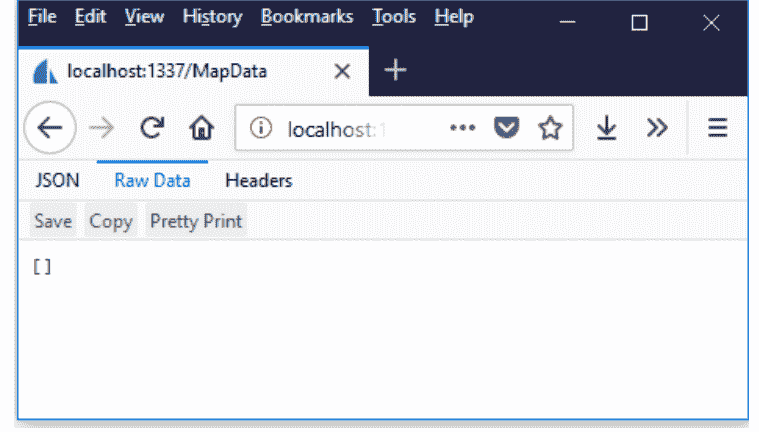 File Edit View History Bookmarks Tools Help
localhost:1337/MapData
localhost:1
JSON Raw Data Headers
Save Copy Pretty Print
[]